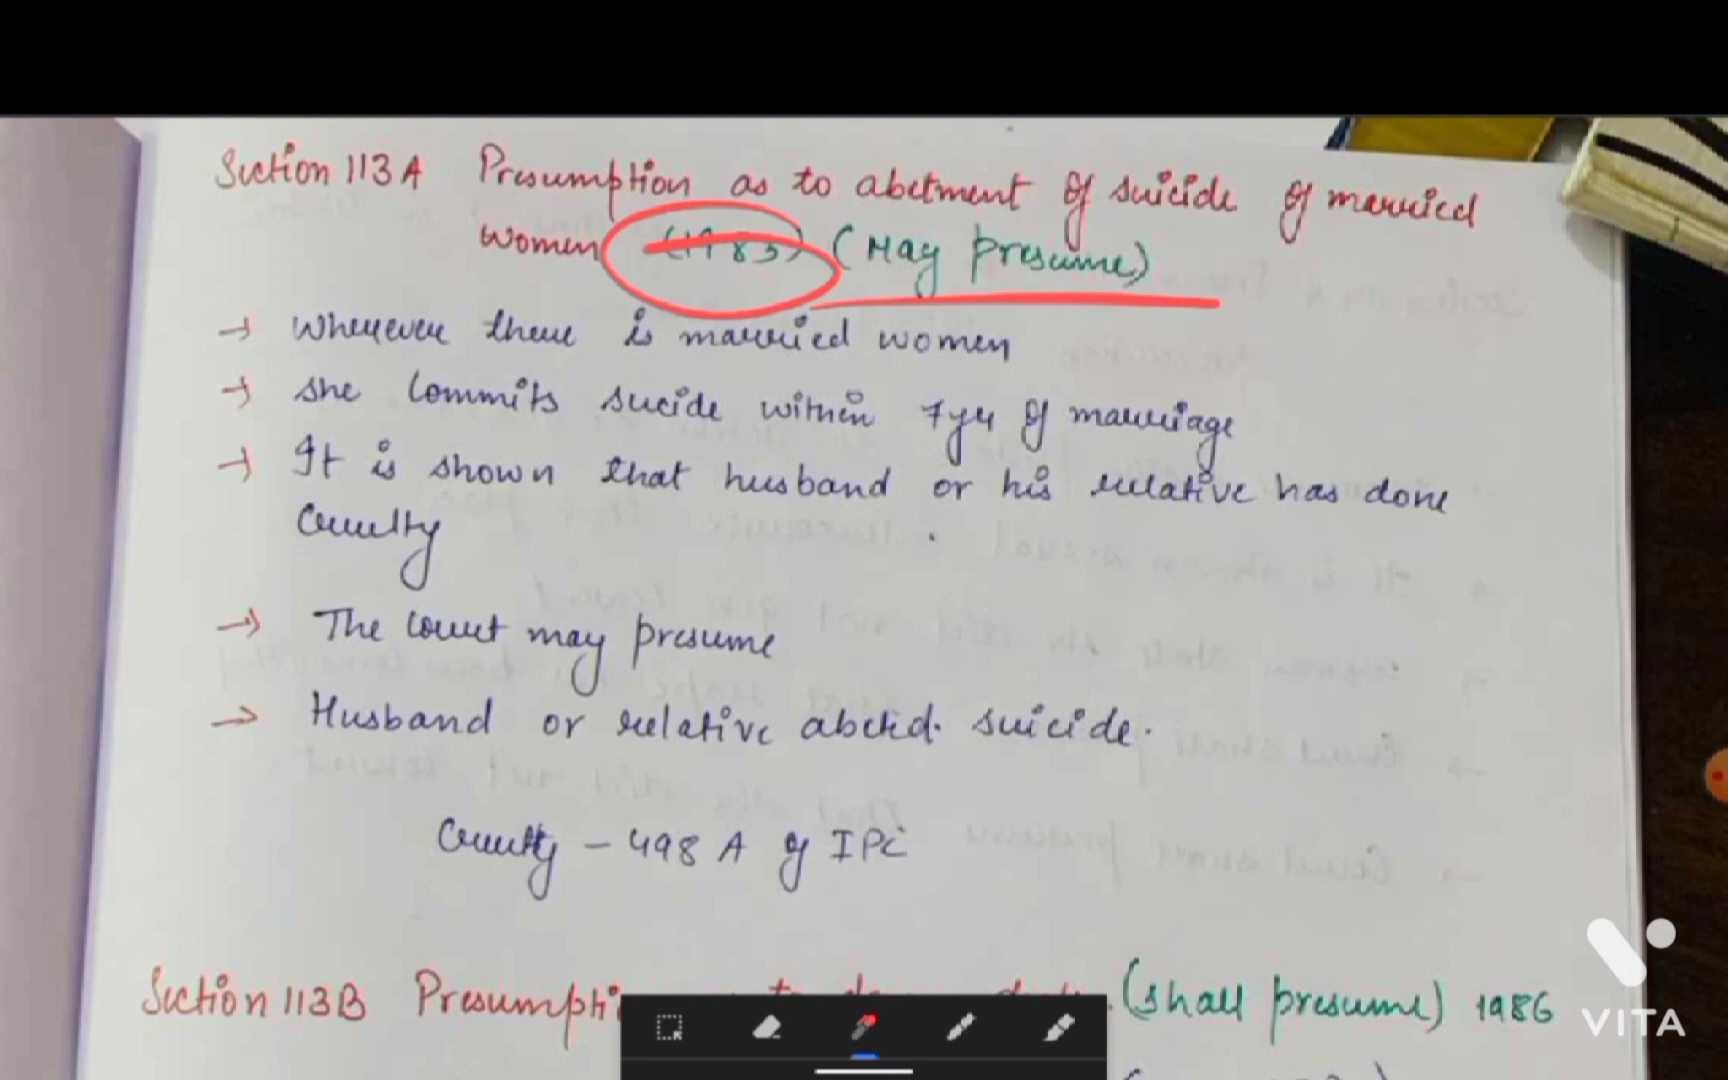 Section 113A Presumption as to abetment of suicide of married
women (1983) (May presume)
→ Whenever there is married women
→ she commits sucide within 7yr of marriage
→ It is shown that husband or his relative has done
cruelty
→ The court may presume
→ Husband or relative abeted. suicide.
Cruelty - 498 A of IPC
Section 113B Presumpti (shall presume) 1986
VITA